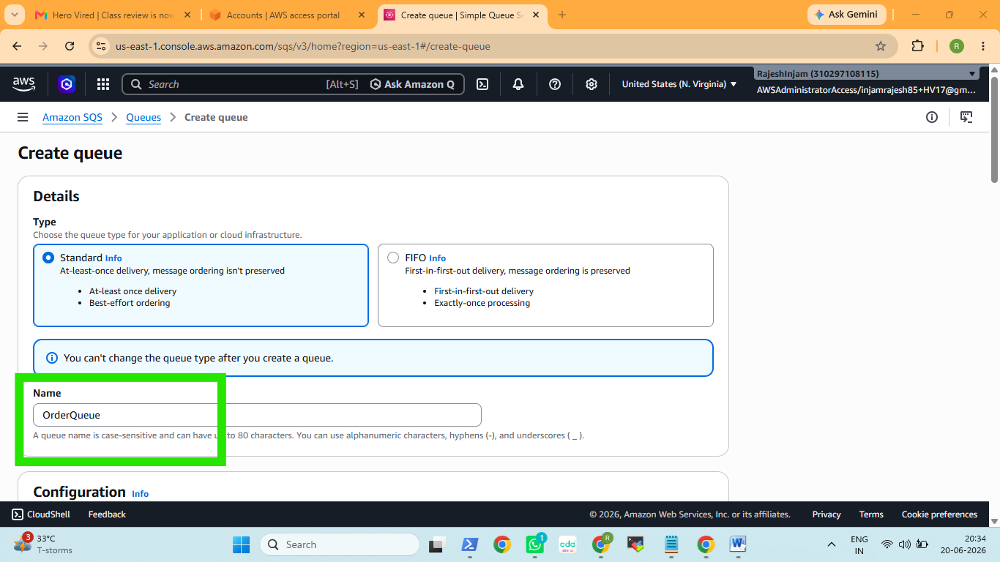 Hero Vired | Class review is now
Accounts | AWS access portal
Create queue | Simple Queue Se
Ask Gemini
us-east-1.console.aws.amazon.com/sqs/v3/home?region=us-east-1#/create-queue
R
aws
Search
[Alt+S]
Ask Amazon Q
United States (N. Virginia)
RajeshInjam (310297108115)
AWSAdministratorAccess/injamrajesh85+HV17@gm...
Amazon SQS
Queues
Create queue
Create queue
Details
Type
Choose the queue type for your application or cloud infrastructure.
Standard Info
At-least-once delivery, message ordering isn't preserved
• At-least once delivery
• Best-effort ordering
FIFO Info
First-in-first-out delivery, message ordering is preserved
• First-in-first-out delivery
• Exactly-once processing
You can't change the queue type after you create a queue.
Name
OrderQueue
A queue name is case-sensitive and can have to 80 characters. You can use alphanumeric characters, hyphens (-), and underscores ( _ ).
Configuration Info
CloudShell
Feedback
© 2026, Amazon Web Services, Inc. or its affiliates.
Privacy
Terms
Cookie preferences
3
33°C
T-storms
Search
1
cda
R
W
ENG
IN
20:34
20-06-2026